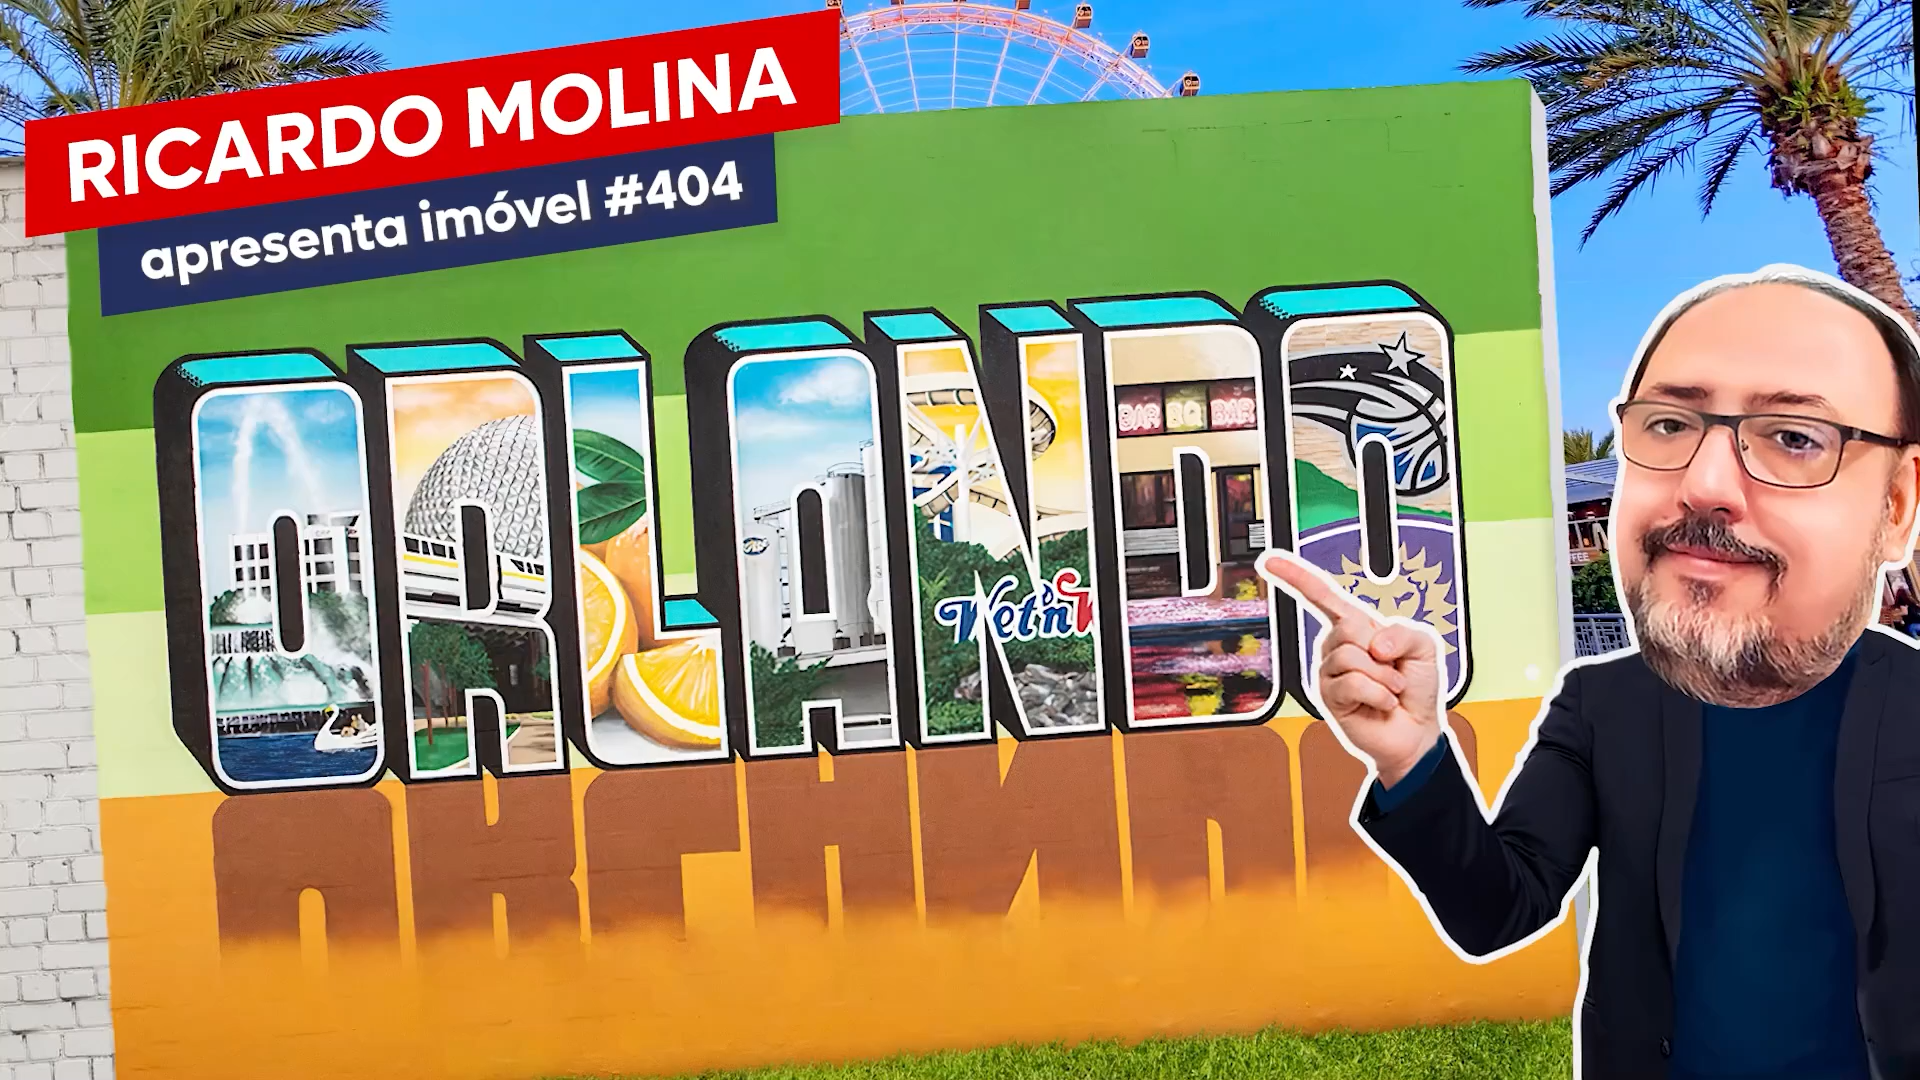 RICARDO MOLINA
apresenta imóvel #404
ORLANDO
BAR BQ BAR
Wet'n